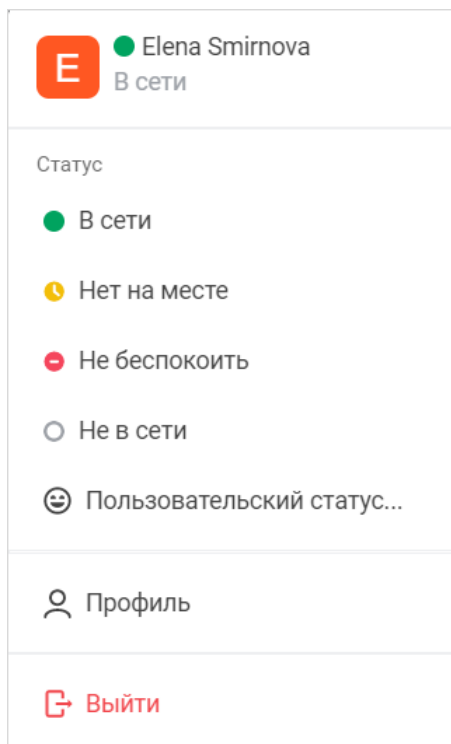 E
Elena Smirnova
В сети
Статус
В сети
Нет на месте
Не беспокоить
Не в сети
Пользовательский статус...
Профиль
Выйти